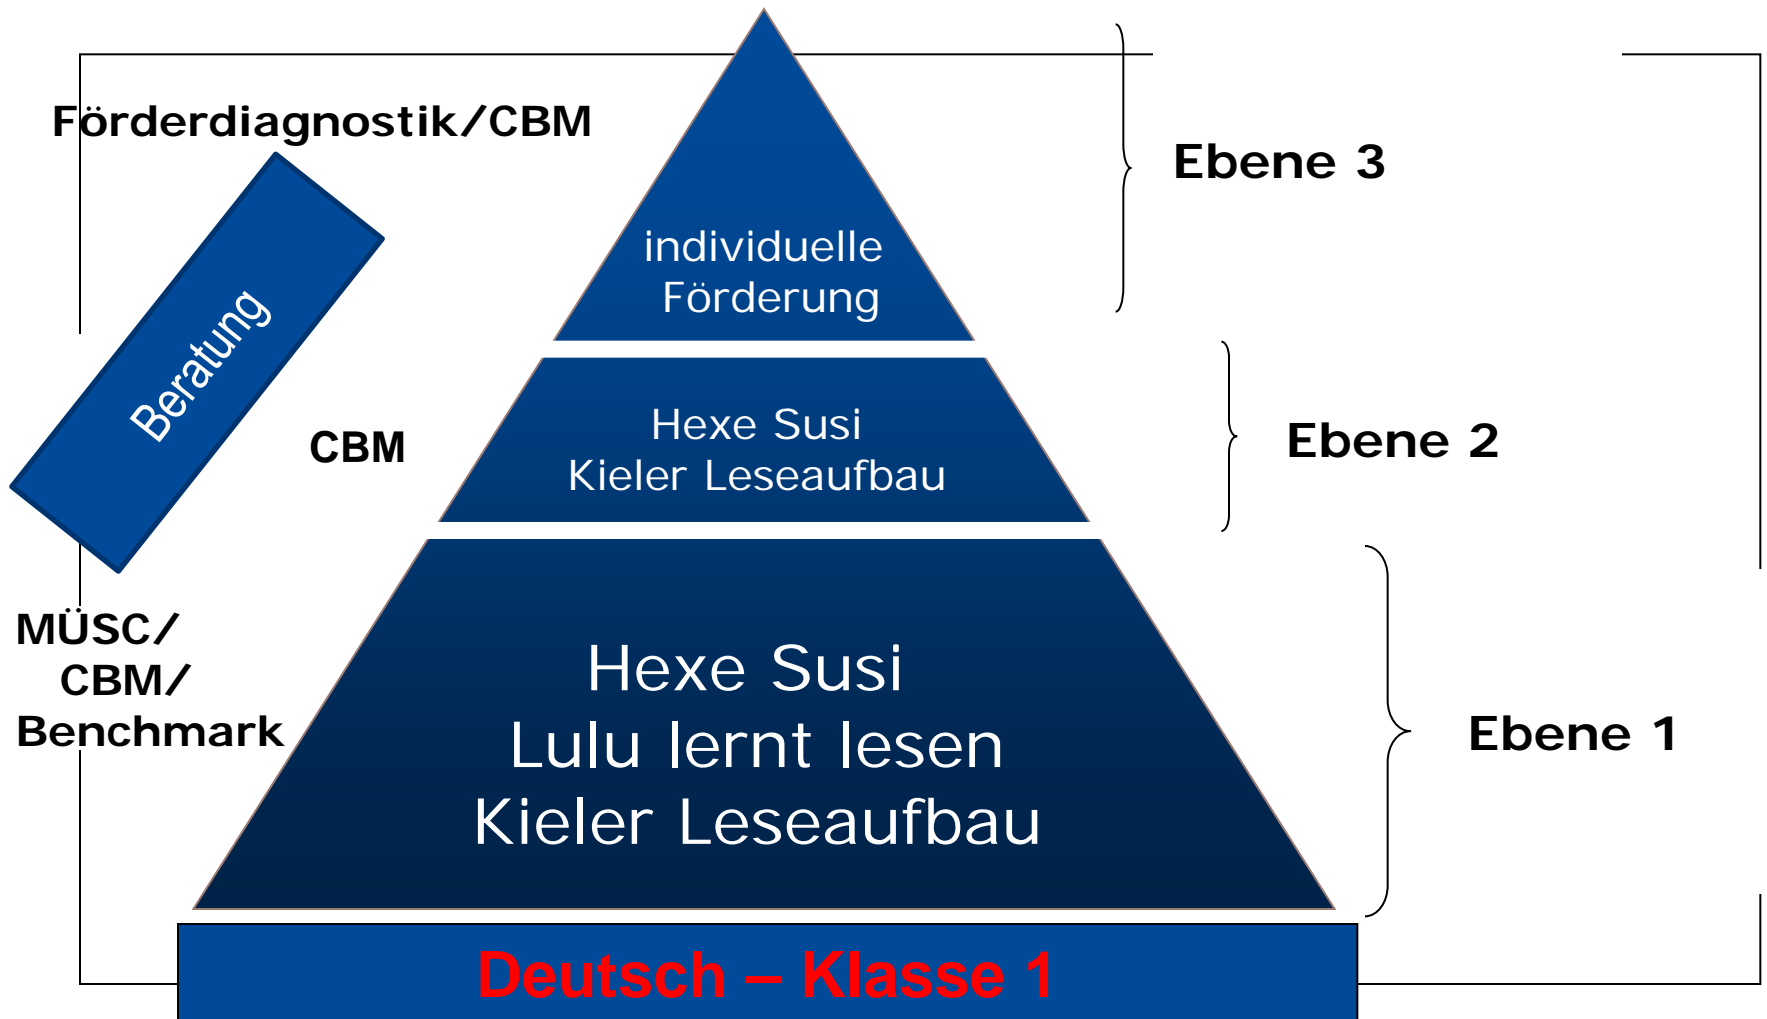 Förderdiagnostik/CBM
Ebene 3
individuelle
Förderung
Beratung
CBM
Hexe Susi
Kieler Leseaufbau
Ebene 2
MÜSC/
CBM/
Benchmark
Hexe Susi
Lulu lernt lesen
Kieler Leseaufbau
Ebene 1
Deutsch – Klasse 1